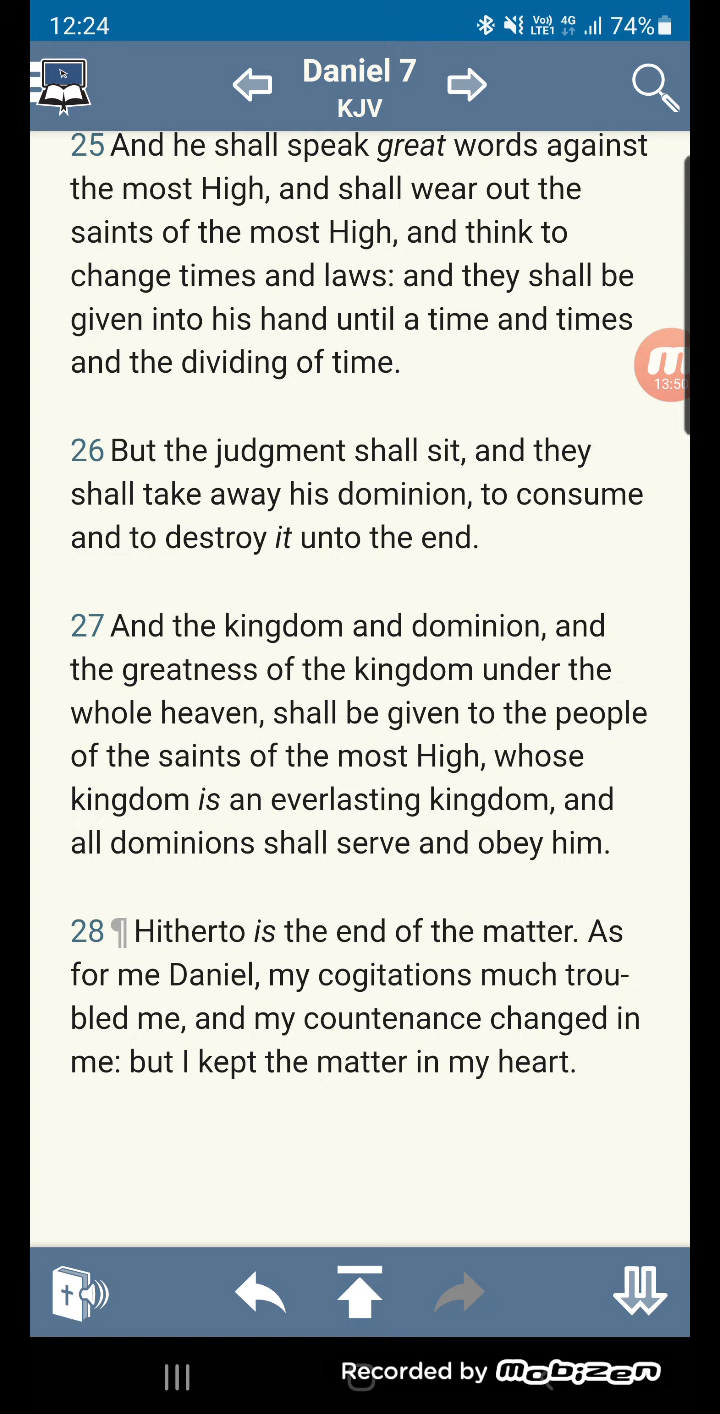 12:24
Vo)) 4G 74%
LTE1
Daniel 7
KJV
25 And he shall speak great words against
the most High, and shall wear out the
saints of the most High, and think to
change times and laws: and they shall be
given into his hand until a time and times
and the dividing of time.
13:50
26 But the judgment shall sit, and they
shall take away his dominion, to consume
and to destroy it unto the end.
27 And the kingdom and dominion, and
the greatness of the kingdom under the
whole heaven, shall be given to the people
of the saints of the most High, whose
kingdom is an everlasting kingdom, and
all dominions shall serve and obey him.
28 ¶ Hitherto is the end of the matter. As
for me Daniel, my cogitations much trou-
bled me, and my countenance changed in
me: but I kept the matter in my heart.
Recorded by Mobizen